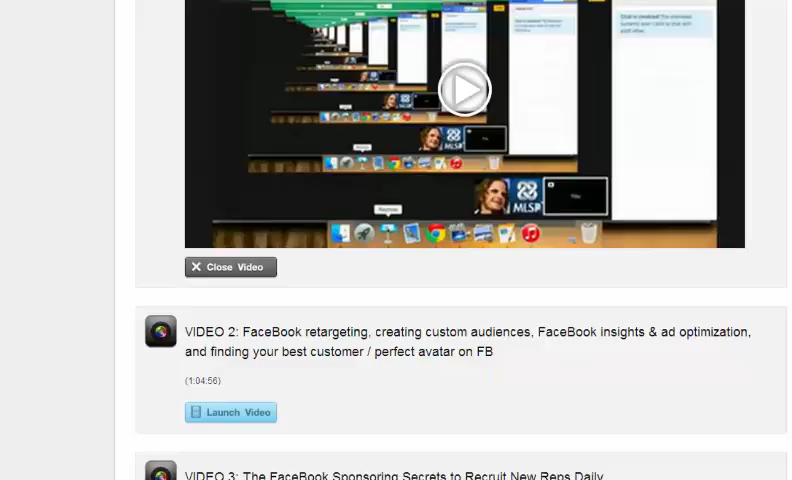 MLSP
MLSP
Close Video
VIDEO 2: FaceBook retargeting, creating custom audiences, FaceBook insights & ad optimization,
and finding your best customer / perfect avatar on FB
(1:04:56)
Launch Video
VIDEO 3: The FaceBook Sponsoring Secrets to Recruit New Reps Daily